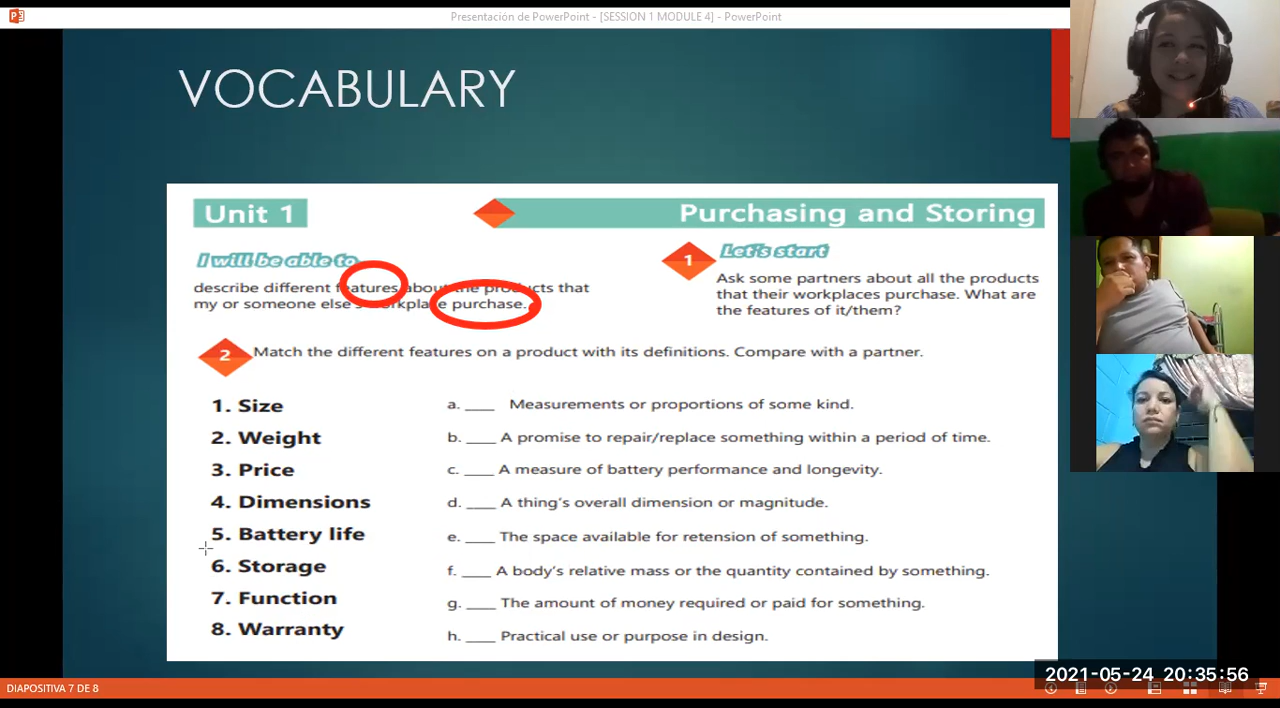 Presentación de PowerPoint - [SESSION 1 MODULE 4] - PowerPoint
VOCABULARY
Unit 1
Purchasing and Storing
I will be able to
describe different features about the products that
my or someone else's workplace purchase.
1
Let's start
Ask some partners about all the products
that their workplaces purchase. What are
the features of it/them?
2 Match the different features on a product with its definitions. Compare with a partner.
1. Size
2. Weight
3. Price
4. Dimensions
5. Battery life
6. Storage
7. Function
8. Warranty
a. ____ Measurements or proportions of some kind.
b. ____ A promise to repair/replace something within a period of time.
c. ____ A measure of battery performance and longevity.
d. ____ A thing's overall dimension or magnitude.
e. ____ The space available for retension of something.
f. ____ A body's relative mass or the quantity contained by something.
g. ____ The amount of money required or paid for something.
h. ____ Practical use or purpose in design.
2021-05-24 20:35:56
DIAPOSITIVA 7 DE 8